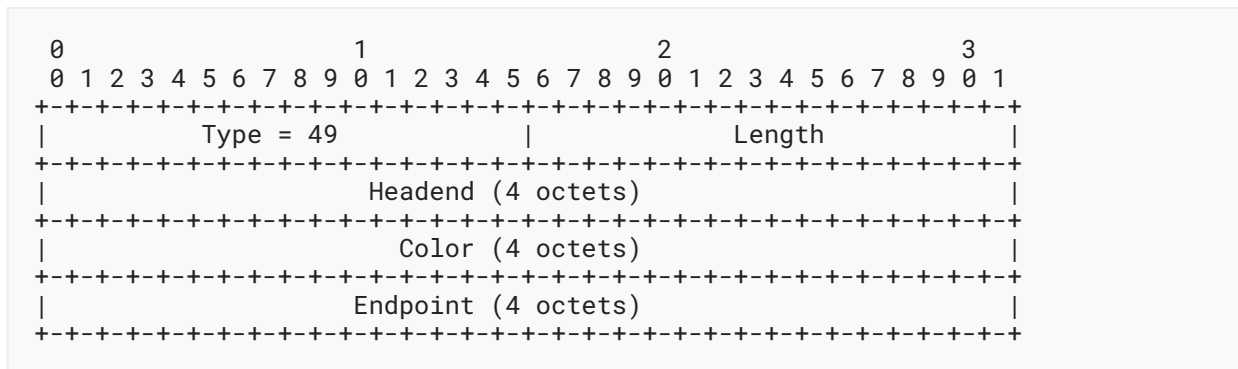 0                   1                   2                   3
 0 1 2 3 4 5 6 7 8 9 0 1 2 3 4 5 6 7 8 9 0 1 2 3 4 5 6 7 8 9 0 1
+-+-+-+-+-+-+-+-+-+-+-+-+-+-+-+-+-+-+-+-+-+-+-+-+-+-+-+-+-+-+-+-+
|          Type = 49            |             Length            |
+-+-+-+-+-+-+-+-+-+-+-+-+-+-+-+-+-+-+-+-+-+-+-+-+-+-+-+-+-+-+-+-+
|                     Headend (4 octets)                        |
+-+-+-+-+-+-+-+-+-+-+-+-+-+-+-+-+-+-+-+-+-+-+-+-+-+-+-+-+-+-+-+-+
|                       Color (4 octets)                        |
+-+-+-+-+-+-+-+-+-+-+-+-+-+-+-+-+-+-+-+-+-+-+-+-+-+-+-+-+-+-+-+-+
|                    Endpoint (4 octets)                        |
+-+-+-+-+-+-+-+-+-+-+-+-+-+-+-+-+-+-+-+-+-+-+-+-+-+-+-+-+-+-+-+-+